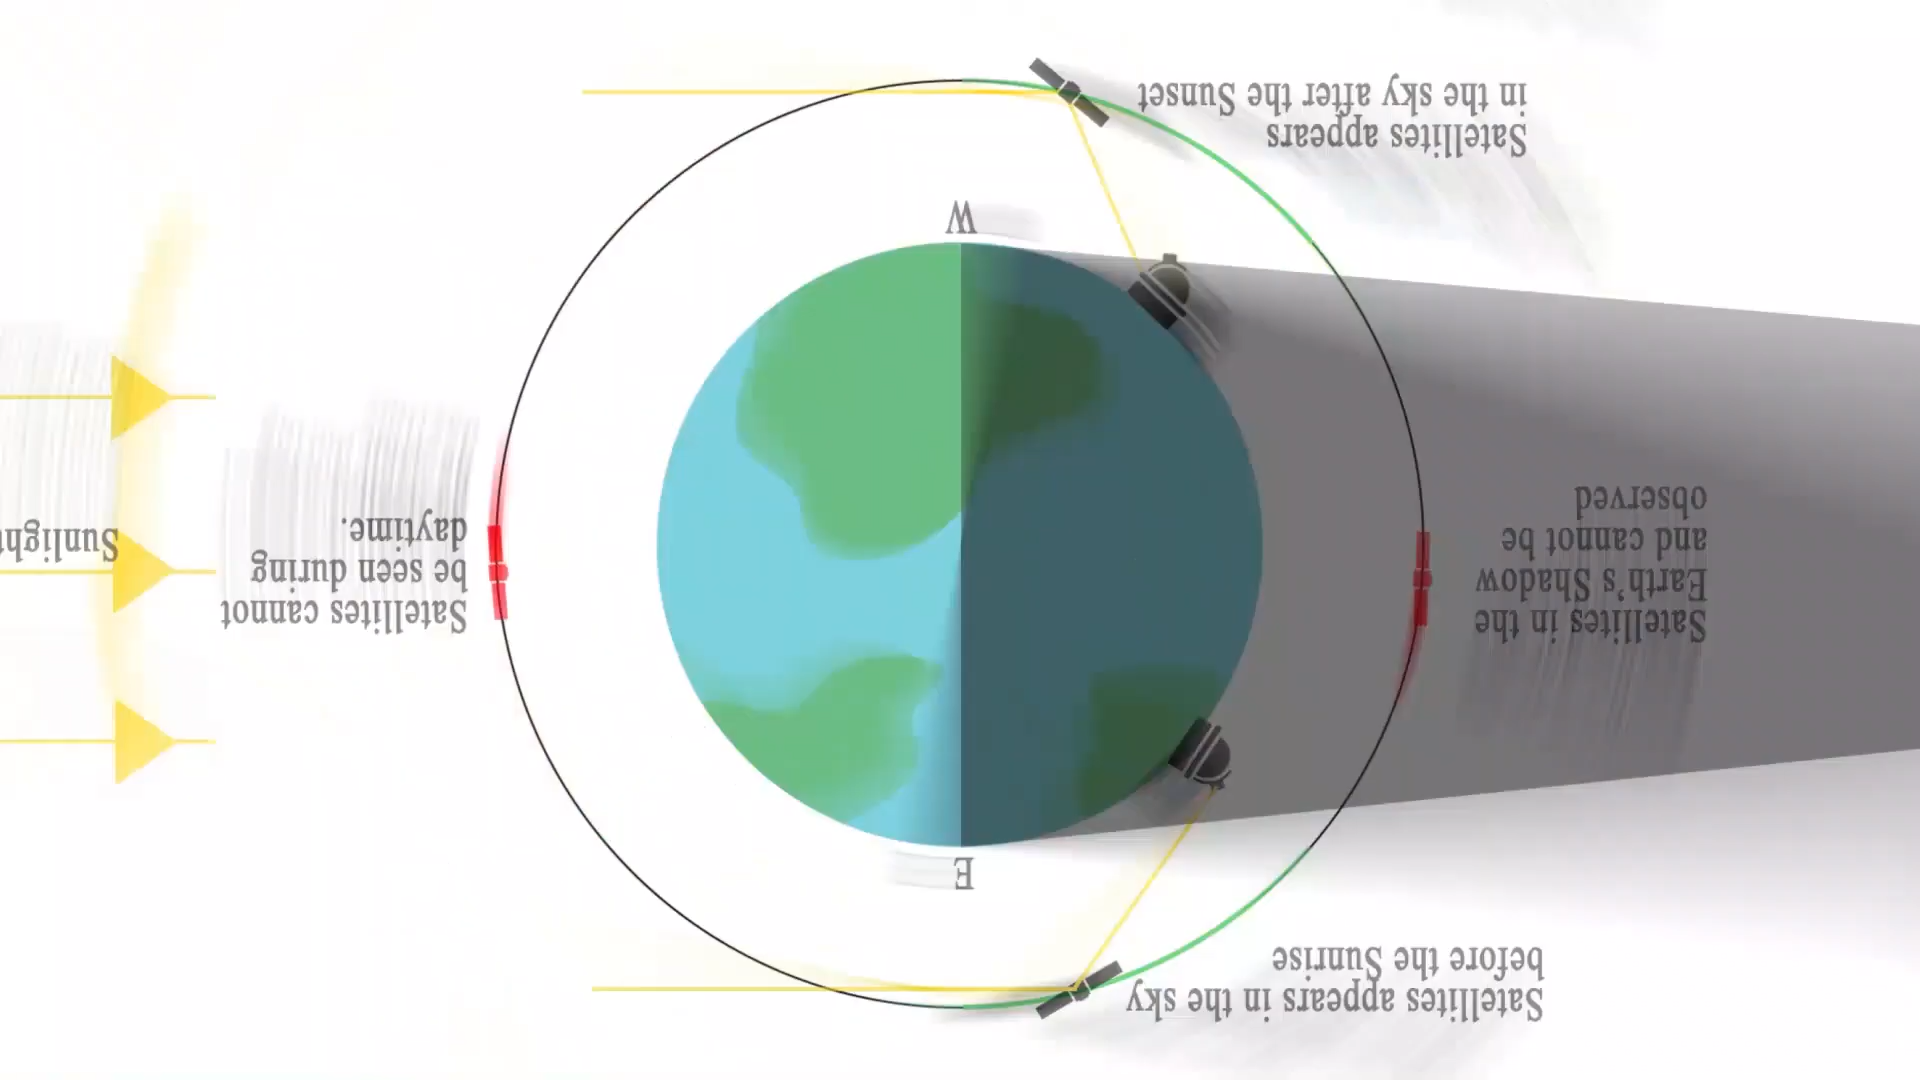 Satellites appears in the sky
before the Sunrise
E
Satellites in the
Earth's Shadow
and cannot be
observed
Satellites cannot
be seen during
daytime.
Sunlight
W
Satellites appears
in the sky after the Sunset